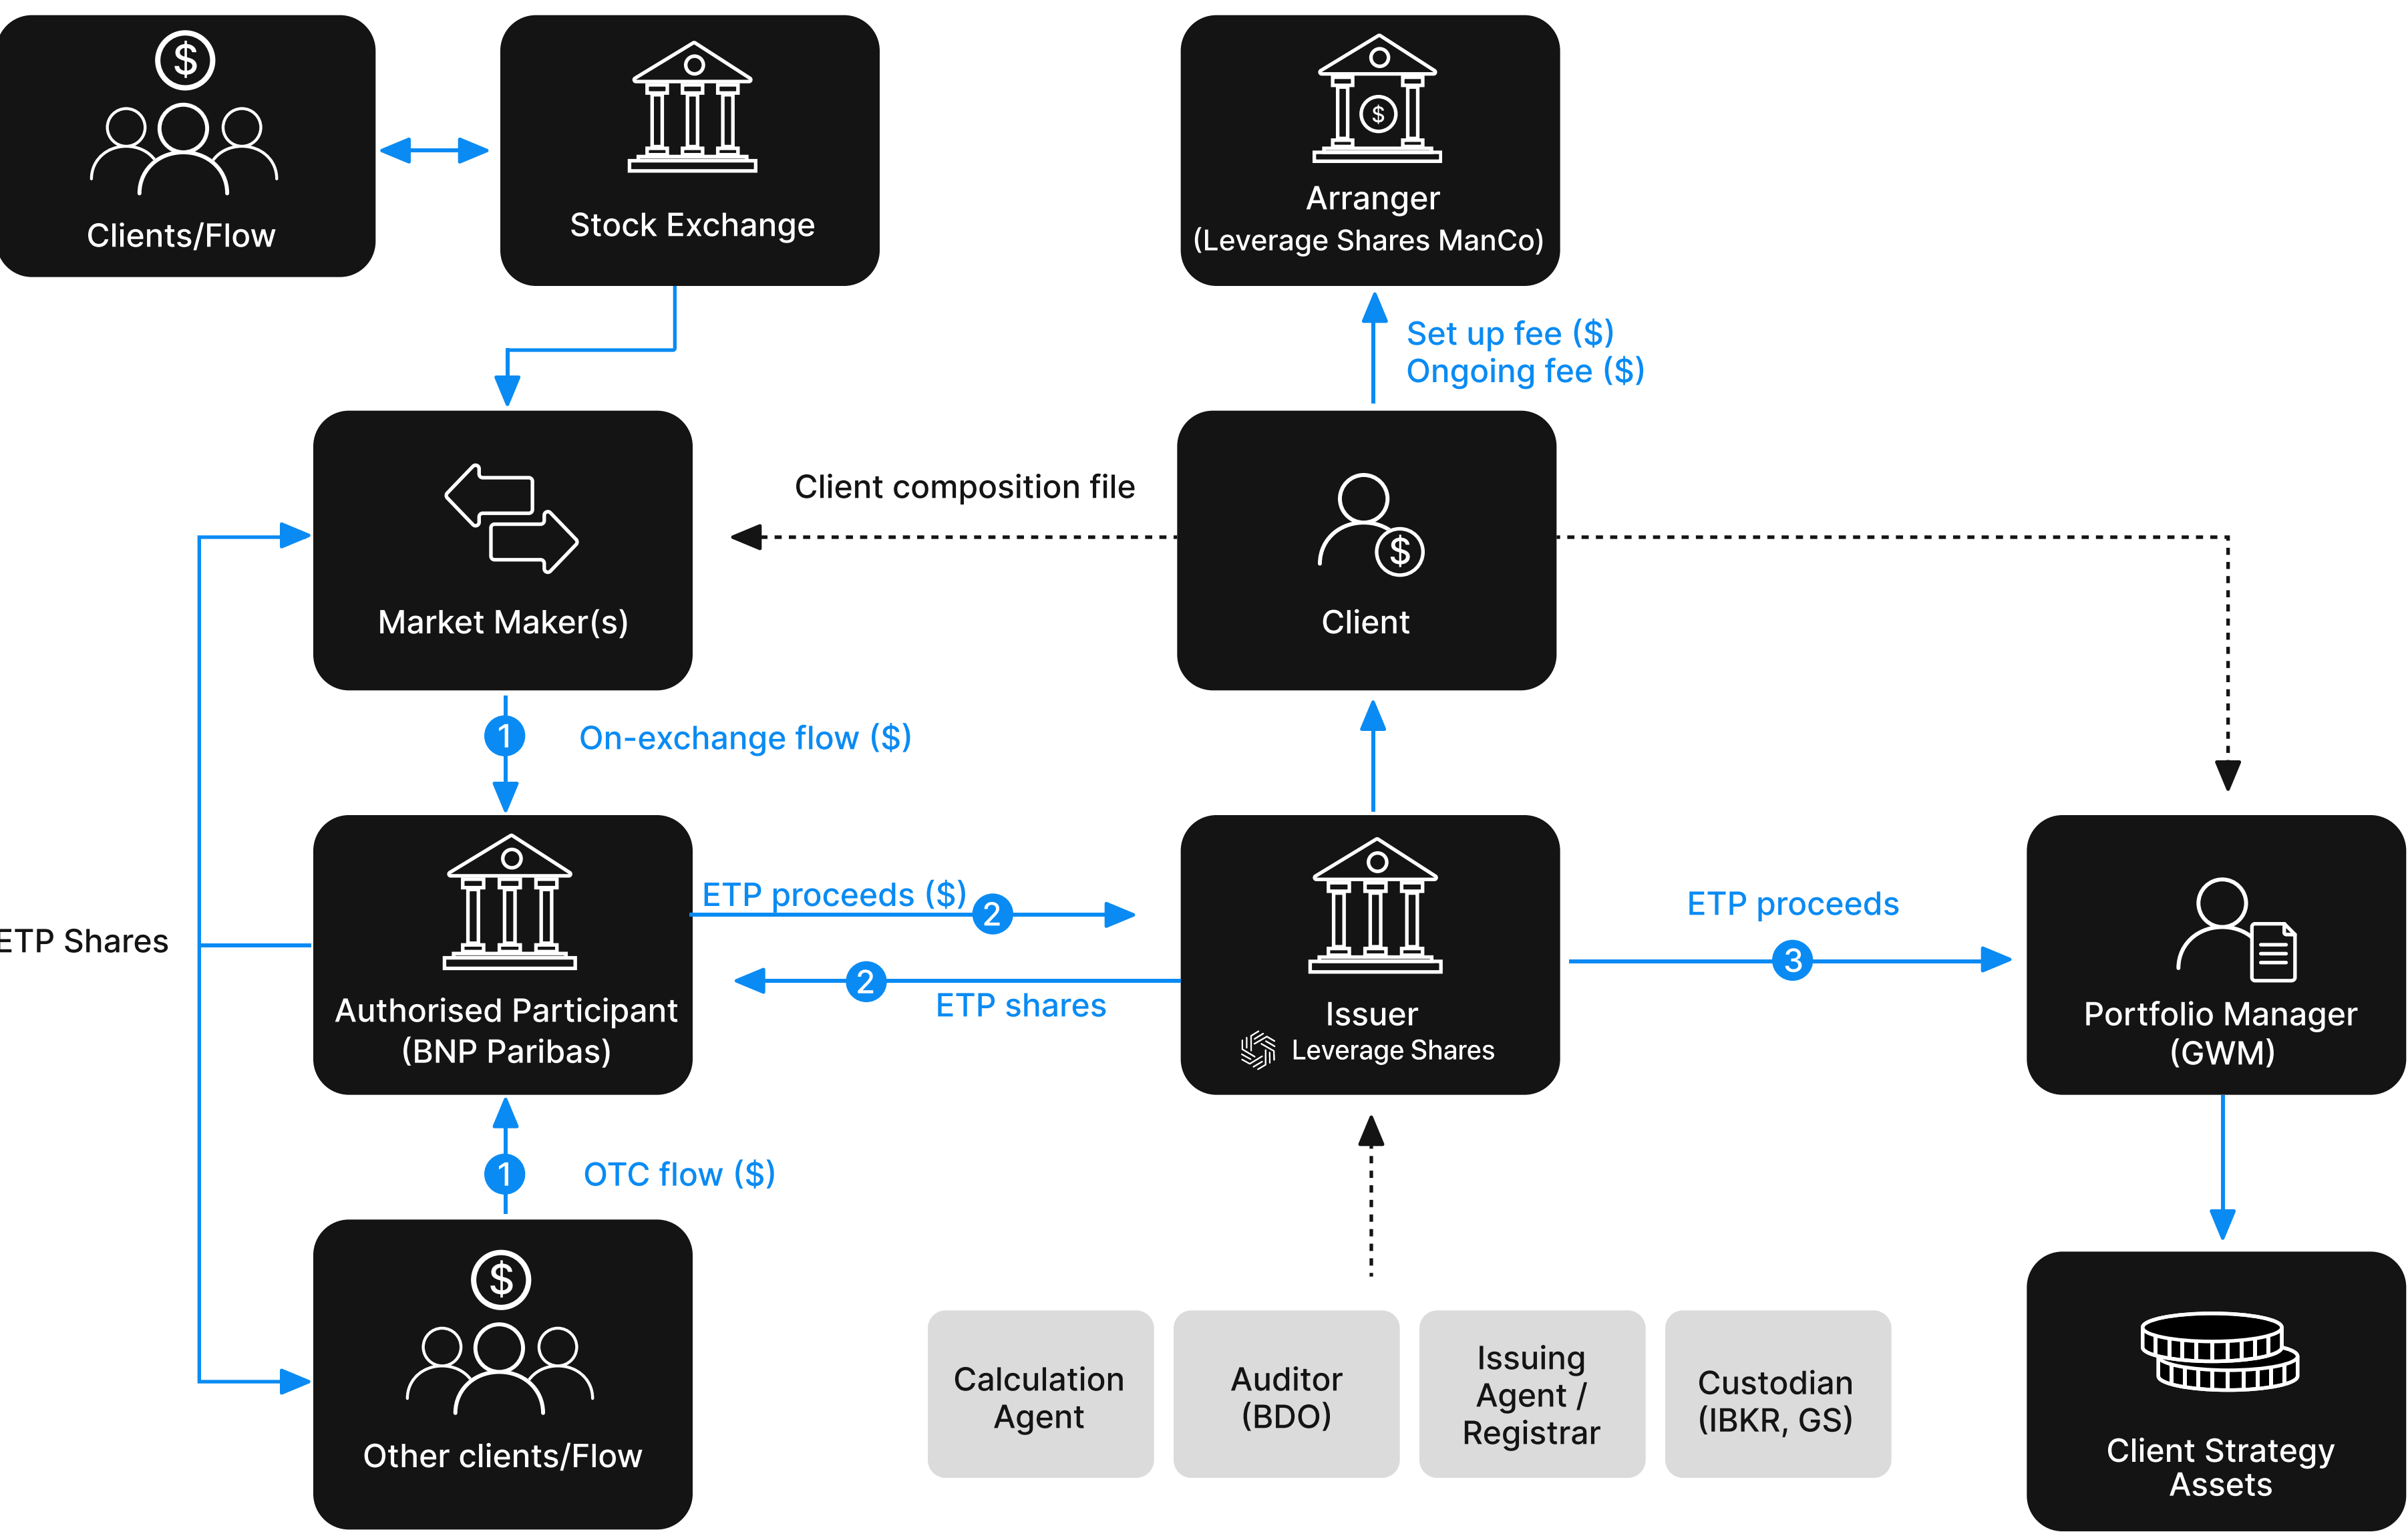 Clients/Flow
Stock Exchange
Arranger
(Leverage Shares ManCo)
Set up fee ($)
Ongoing fee ($)
Client composition file
Market Maker(s)
Client
1
On-exchange flow ($)
ETP Shares
Authorised Participant
(BNP Paribas)
ETP proceeds ($)
2
2
ETP shares
Issuer
Leverage Shares
ETP proceeds
3
Portfolio Manager
(GWM)
1
OTC flow ($)
Other clients/Flow
Calculation
Agent
Auditor
(BDO)
Issuing
Agent /
Registrar
Custodian
(IBKR, GS)
Client Strategy
Assets